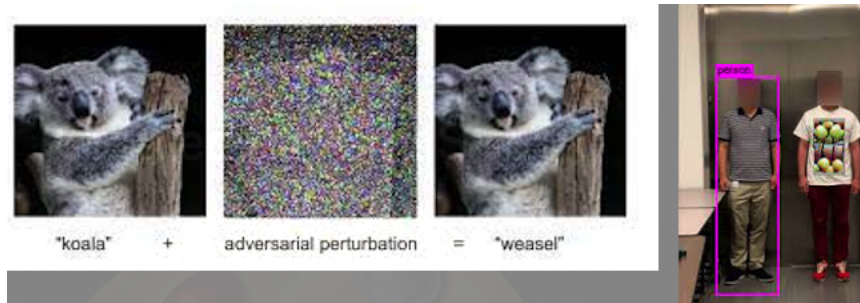 "koala" + adversarial perturbation = "weasel"
person